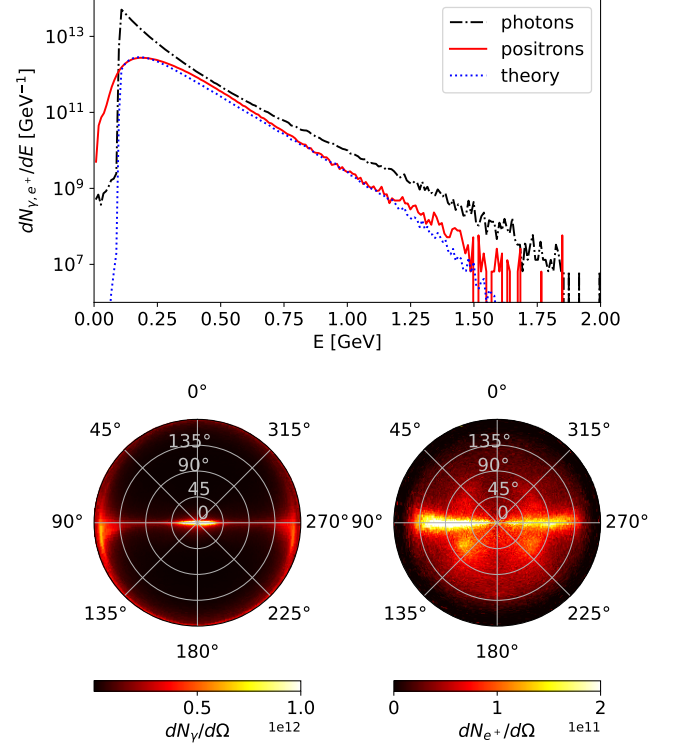 10^13
10^11
10^9
10^7
dN_{γ, e^+}/dE [GeV^{-1}]
photons
positrons
theory
0.00 0.25 0.50 0.75 1.00 1.25 1.50 1.75 2.00
E [GeV]
0° 0°
45° 315° 45° 315°
135° 135°
90° 90°
45 45
0 0
90° 270° 90° 270°
135° 225° 135° 225°
180° 180°
0.5 1.0 0 1 2
dN_γ/dΩ 1e12 dN_{e^+}/dΩ 1e11